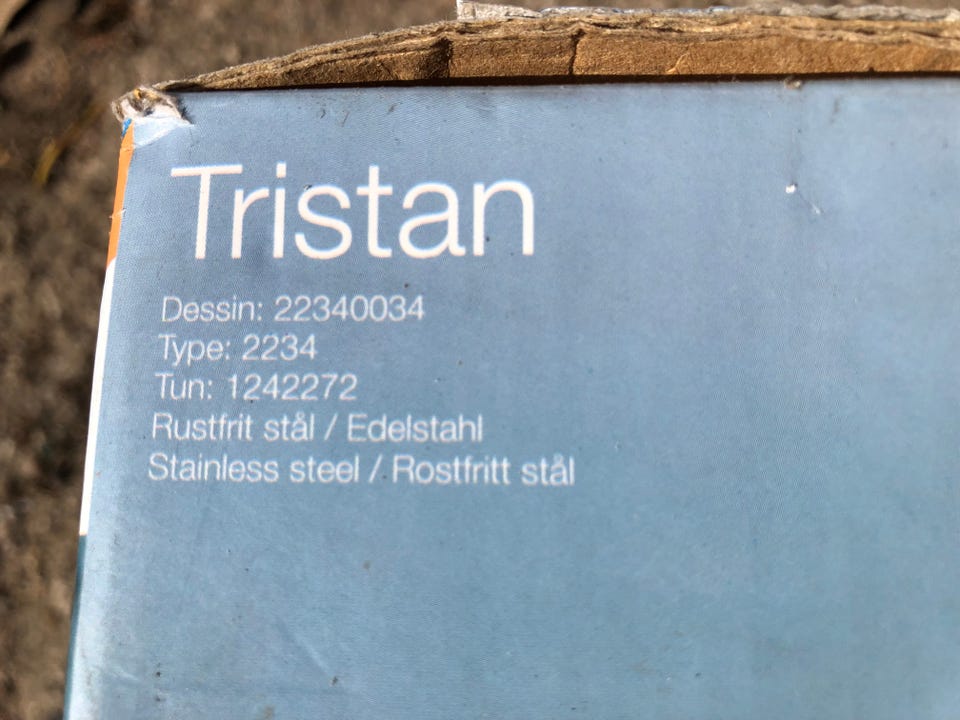 Tristan
Dessin: 22340034
Type: 2234
Tun: 1242272
Rustfrit stål / Edelstahl
Stainless steel / Rostfritt stål